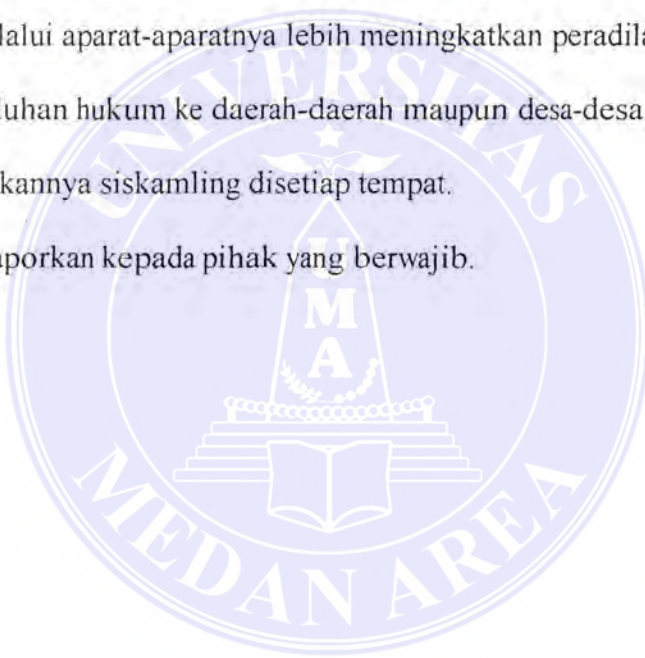 lalui aparat-aparatnya lebih meningkatkan peradila
luhan hukum ke daerah-daerah maupun desa-desa
kannya siskamling disetiap tempat.
aporkan kepada pihak yang berwajib.
UNIVERSITAS
U
M
A
MEDAN AREA